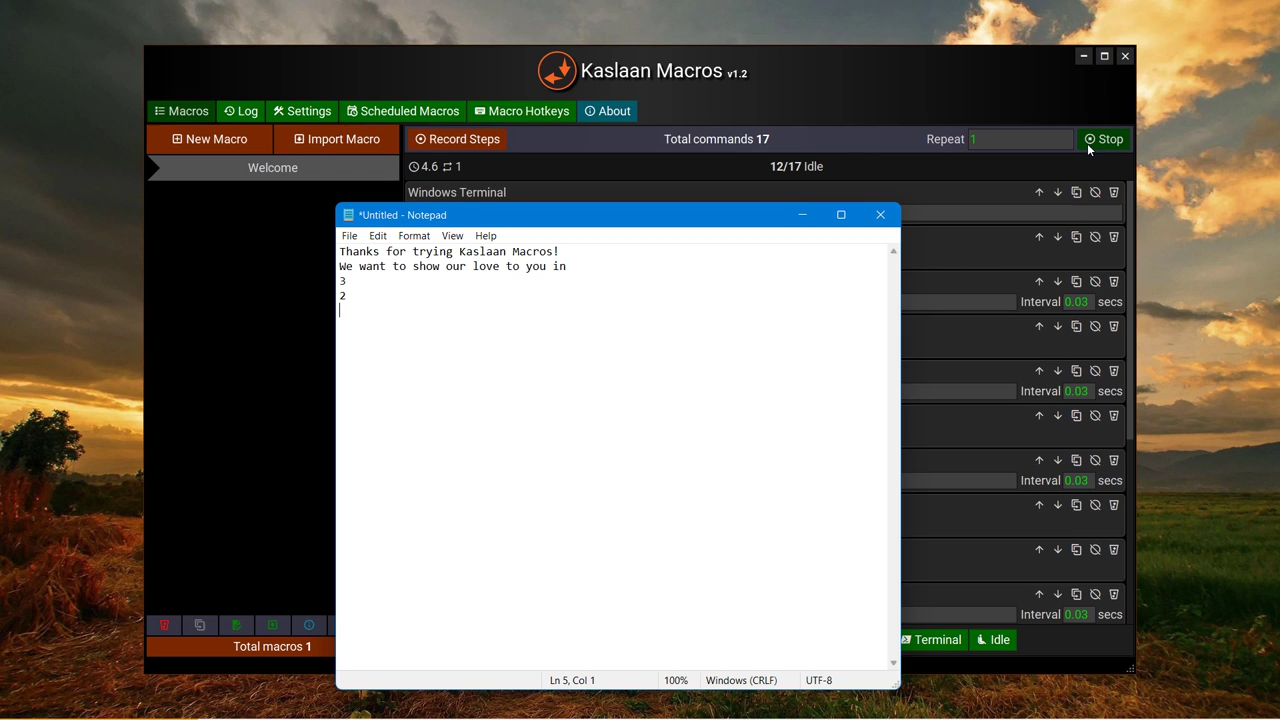 Kaslaan Macros v1.2
Macros Log Settings Scheduled Macros Macro Hotkeys About
New Macro Import Macro Record Steps Total commands 17 Repeat 1 Stop
Welcome 4.6 1 12/17 Idle
Windows Terminal
*Untitled - Notepad
File Edit Format View Help
Thanks for trying Kaslaan Macros!
We want to show our love to you in
3
2
Interval 0.03 secs
Interval 0.03 secs
Interval 0.03 secs
Interval 0.03 secs
Total macros 1 Terminal Idle
Ln 5, Col 1 100% Windows (CRLF) UTF-8